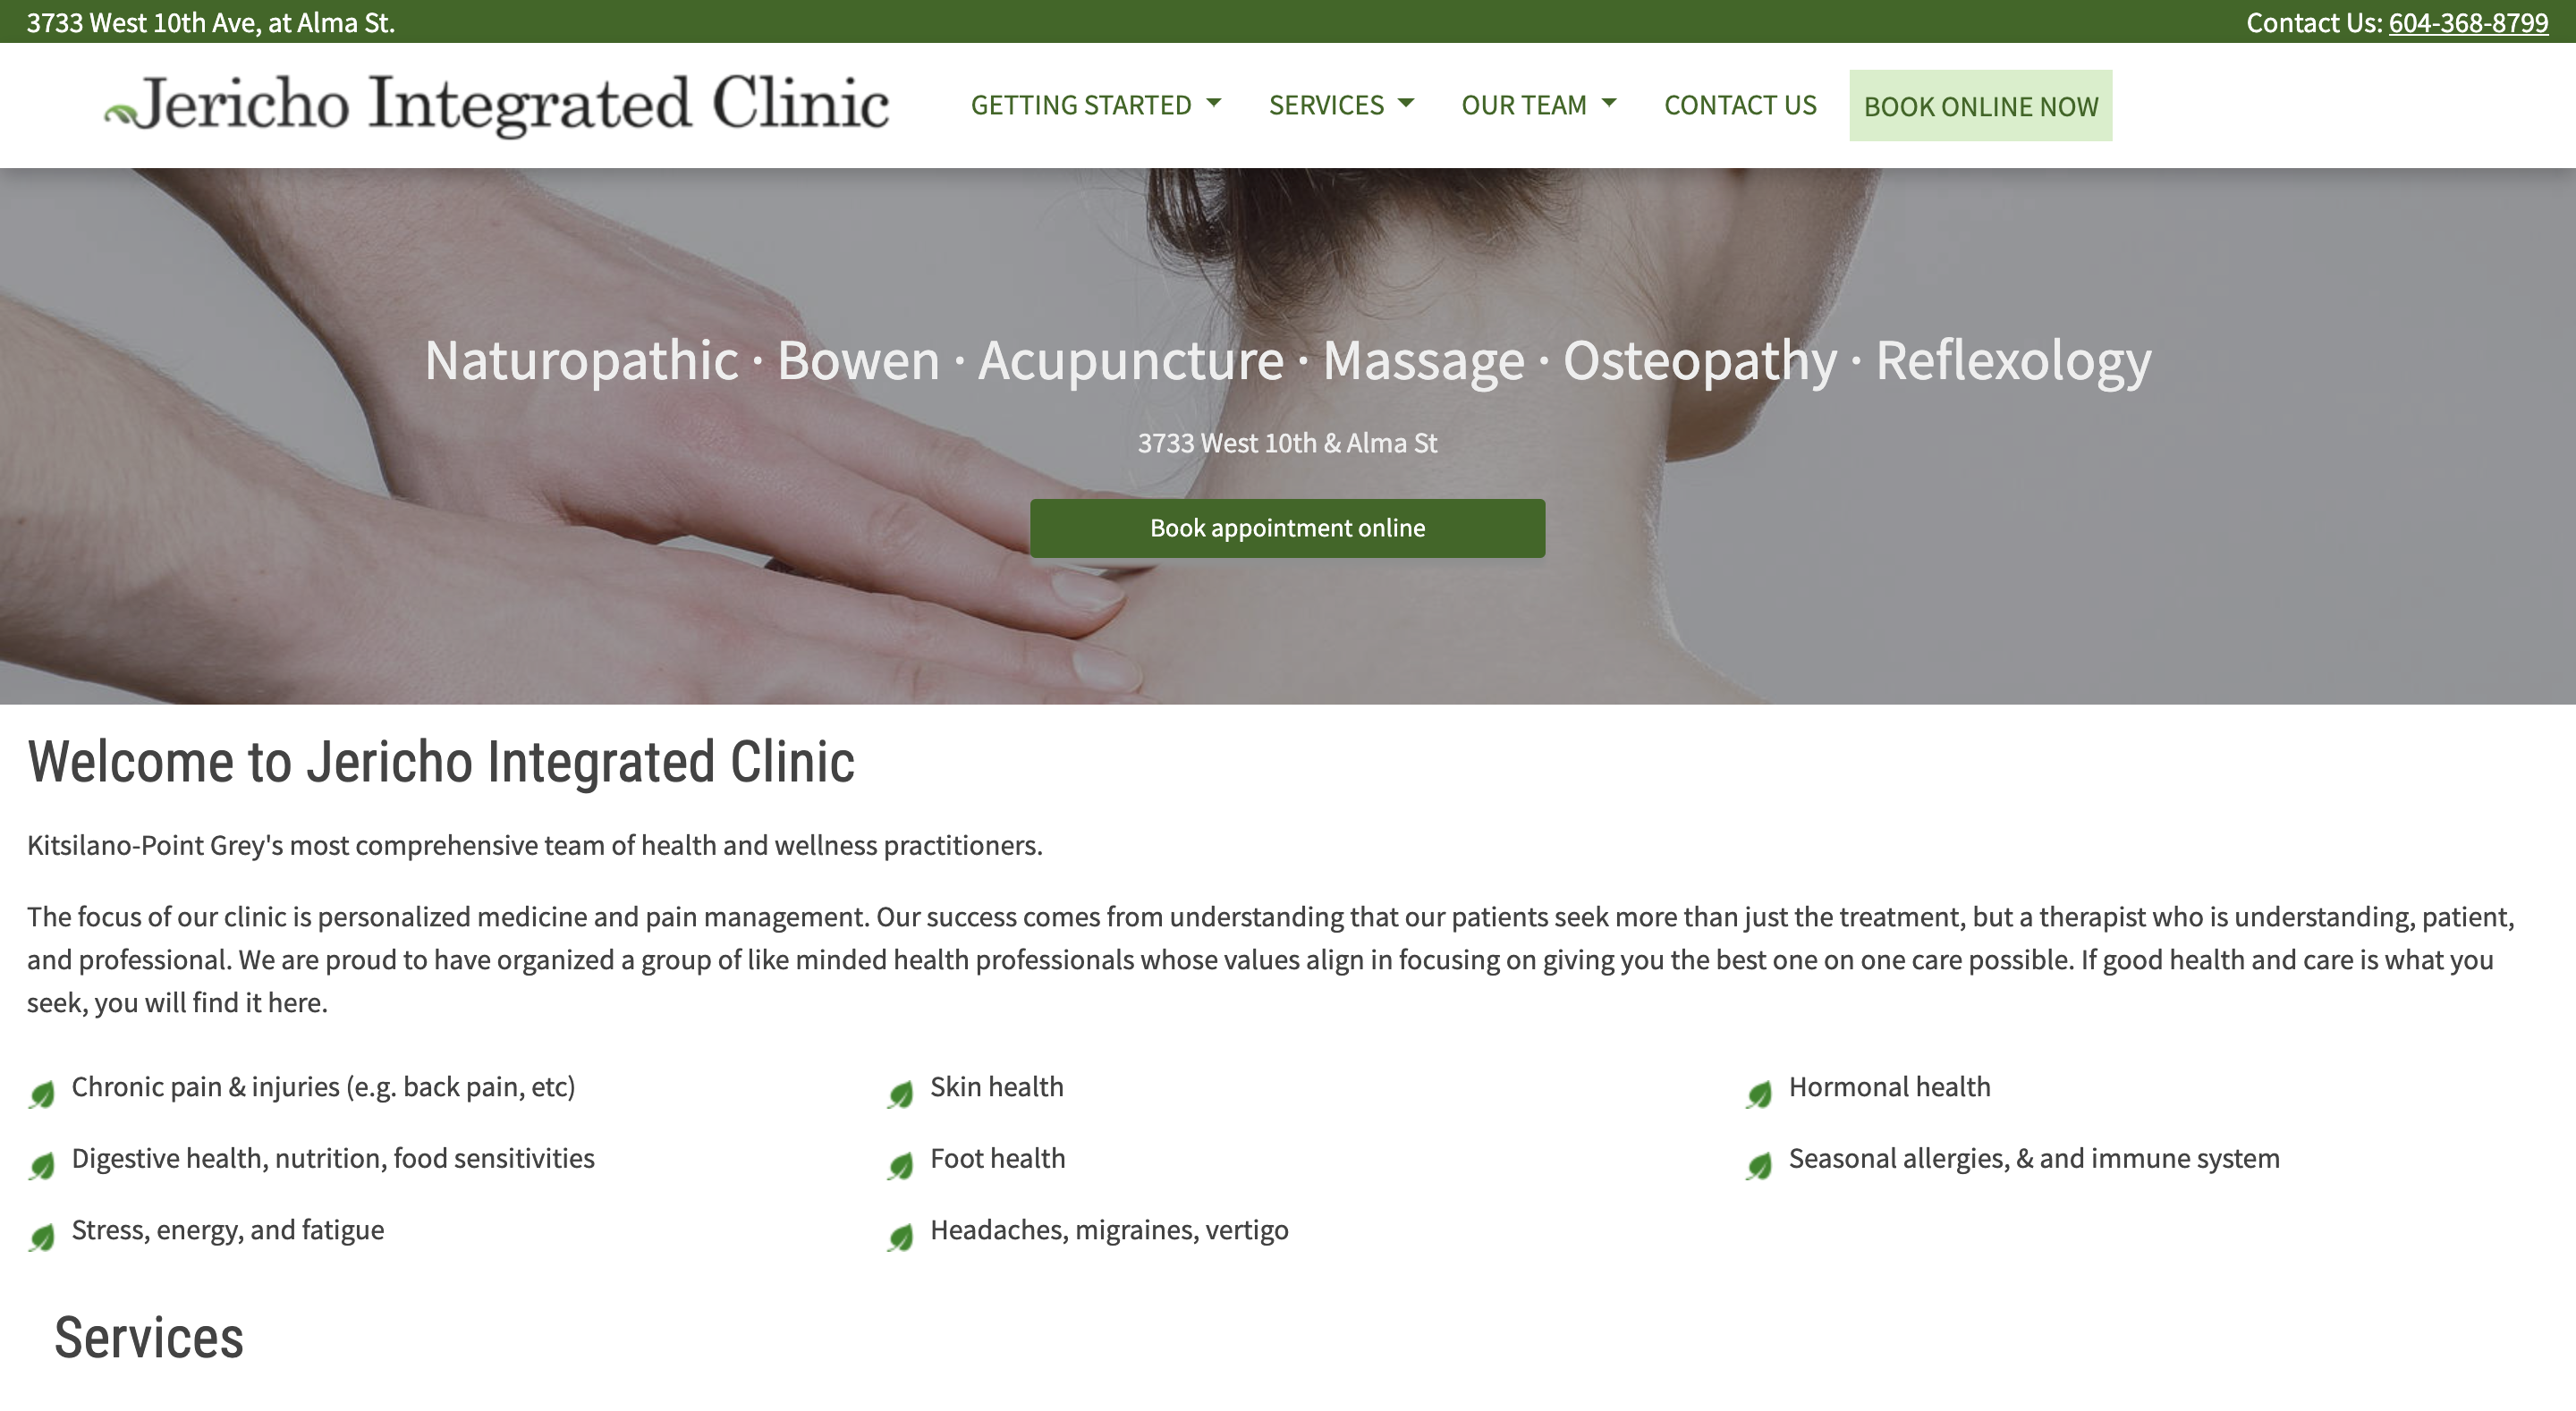 3733 West 10th Ave, at Alma St.
Contact Us: 604-368-8799
Jericho Integrated Clinic
GETTING STARTED
SERVICES
OUR TEAM
CONTACT US
BOOK ONLINE NOW
Naturopathic · Bowen · Acupuncture · Massage · Osteopathy · Reflexology
3733 West 10th & Alma St
Book appointment online
Welcome to Jericho Integrated Clinic
Kitsilano-Point Grey's most comprehensive team of health and wellness practitioners.
The focus of our clinic is personalized medicine and pain management. Our success comes from understanding that our patients seek more than just the treatment, but a therapist who is understanding, patient,
and professional. We are proud to have organized a group of like minded health professionals whose values align in focusing on giving you the best one on one care possible. If good health and care is what you
seek, you will find it here.
Chronic pain & injuries (e.g. back pain, etc)
Digestive health, nutrition, food sensitivities
Stress, energy, and fatigue
Skin health
Foot health
Headaches, migraines, vertigo
Hormonal health
Seasonal allergies, & and immune system
Services